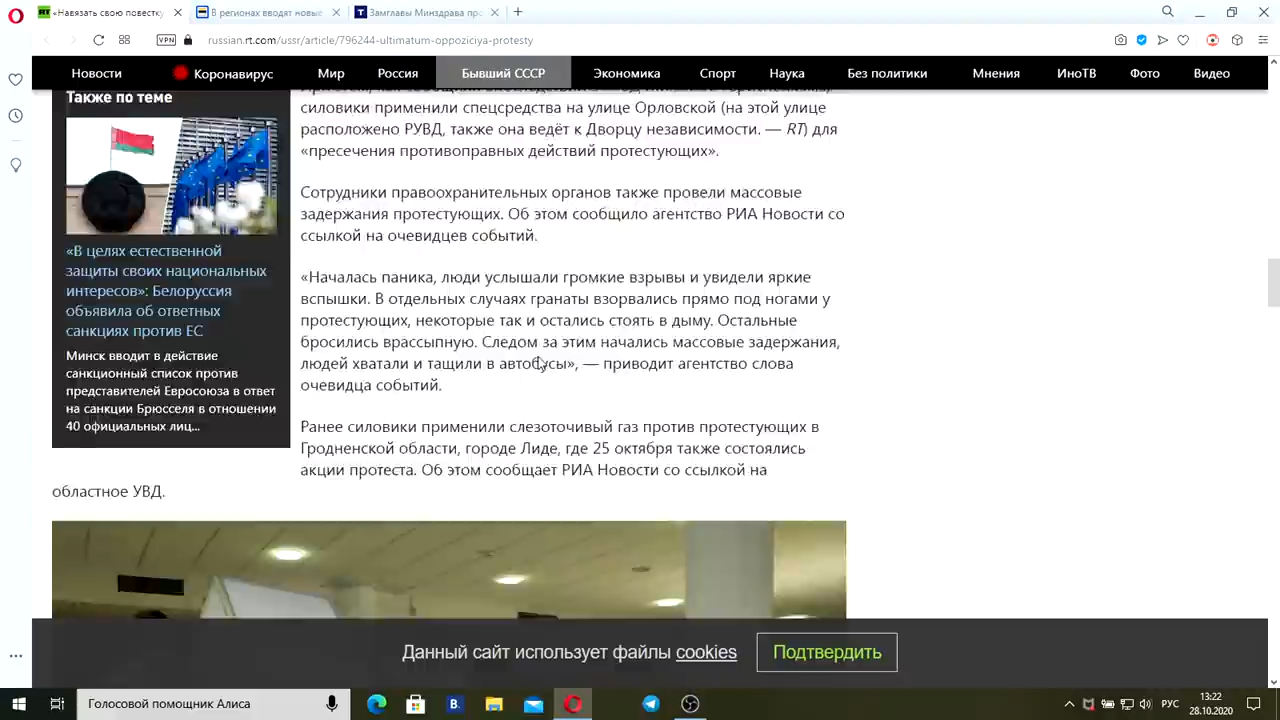 «Навязать свою повестку
В регионах вводят новые
Замглавы Минздрава про
VPN
russian.rt.com/ussr/article/796244-ultimatum-oppoziciya-protesty
Новости
Коронавирус
Мир
Россия
Бывший СССР
Экономика
Спорт
Наука
Без политики
Мнения
ИноТВ
Фото
Видео
Также по теме
«В целях естественной
защиты своих национальных
интересов»: Белоруссия
объявила об ответных
санкциях против ЕС
Минск вводит в действие
санкционный список против
представителей Евросоюза в ответ
на санкции Брюсселя в отношении
40 официальных лиц...
силовики применили спецсредства на улице Орловской (на этой улице
расположено РУВД, также она ведёт к Дворцу независимости. — RT) для
«пресечения противоправных действий протестующих».
Сотрудники правоохранительных органов также провели массовые
задержания протестующих. Об этом сообщило агентство РИА Новости со
ссылкой на очевидцев событий.
«Началась паника, люди услышали громкие взрывы и увидели яркие
вспышки. В отдельных случаях гранаты взорвались прямо под ногами у
протестующих, некоторые так и остались стоять в дыму. Остальные
бросились врассыпную. Следом за этим начались массовые задержания,
людей хватали и тащили в автобусы», — приводит агентство слова
очевидца событий.
Ранее силовики применили слезоточивый газ против протестующих в
Гродненской области, городе Лиде, где 25 октября также состоялись
акции протеста. Об этом сообщает РИА Новости со ссылкой на
областное УВД.
Данный сайт использует файлы cookies
Подтвердить
Голосовой помощник Алиса
РУС
13:22
28.10.2020